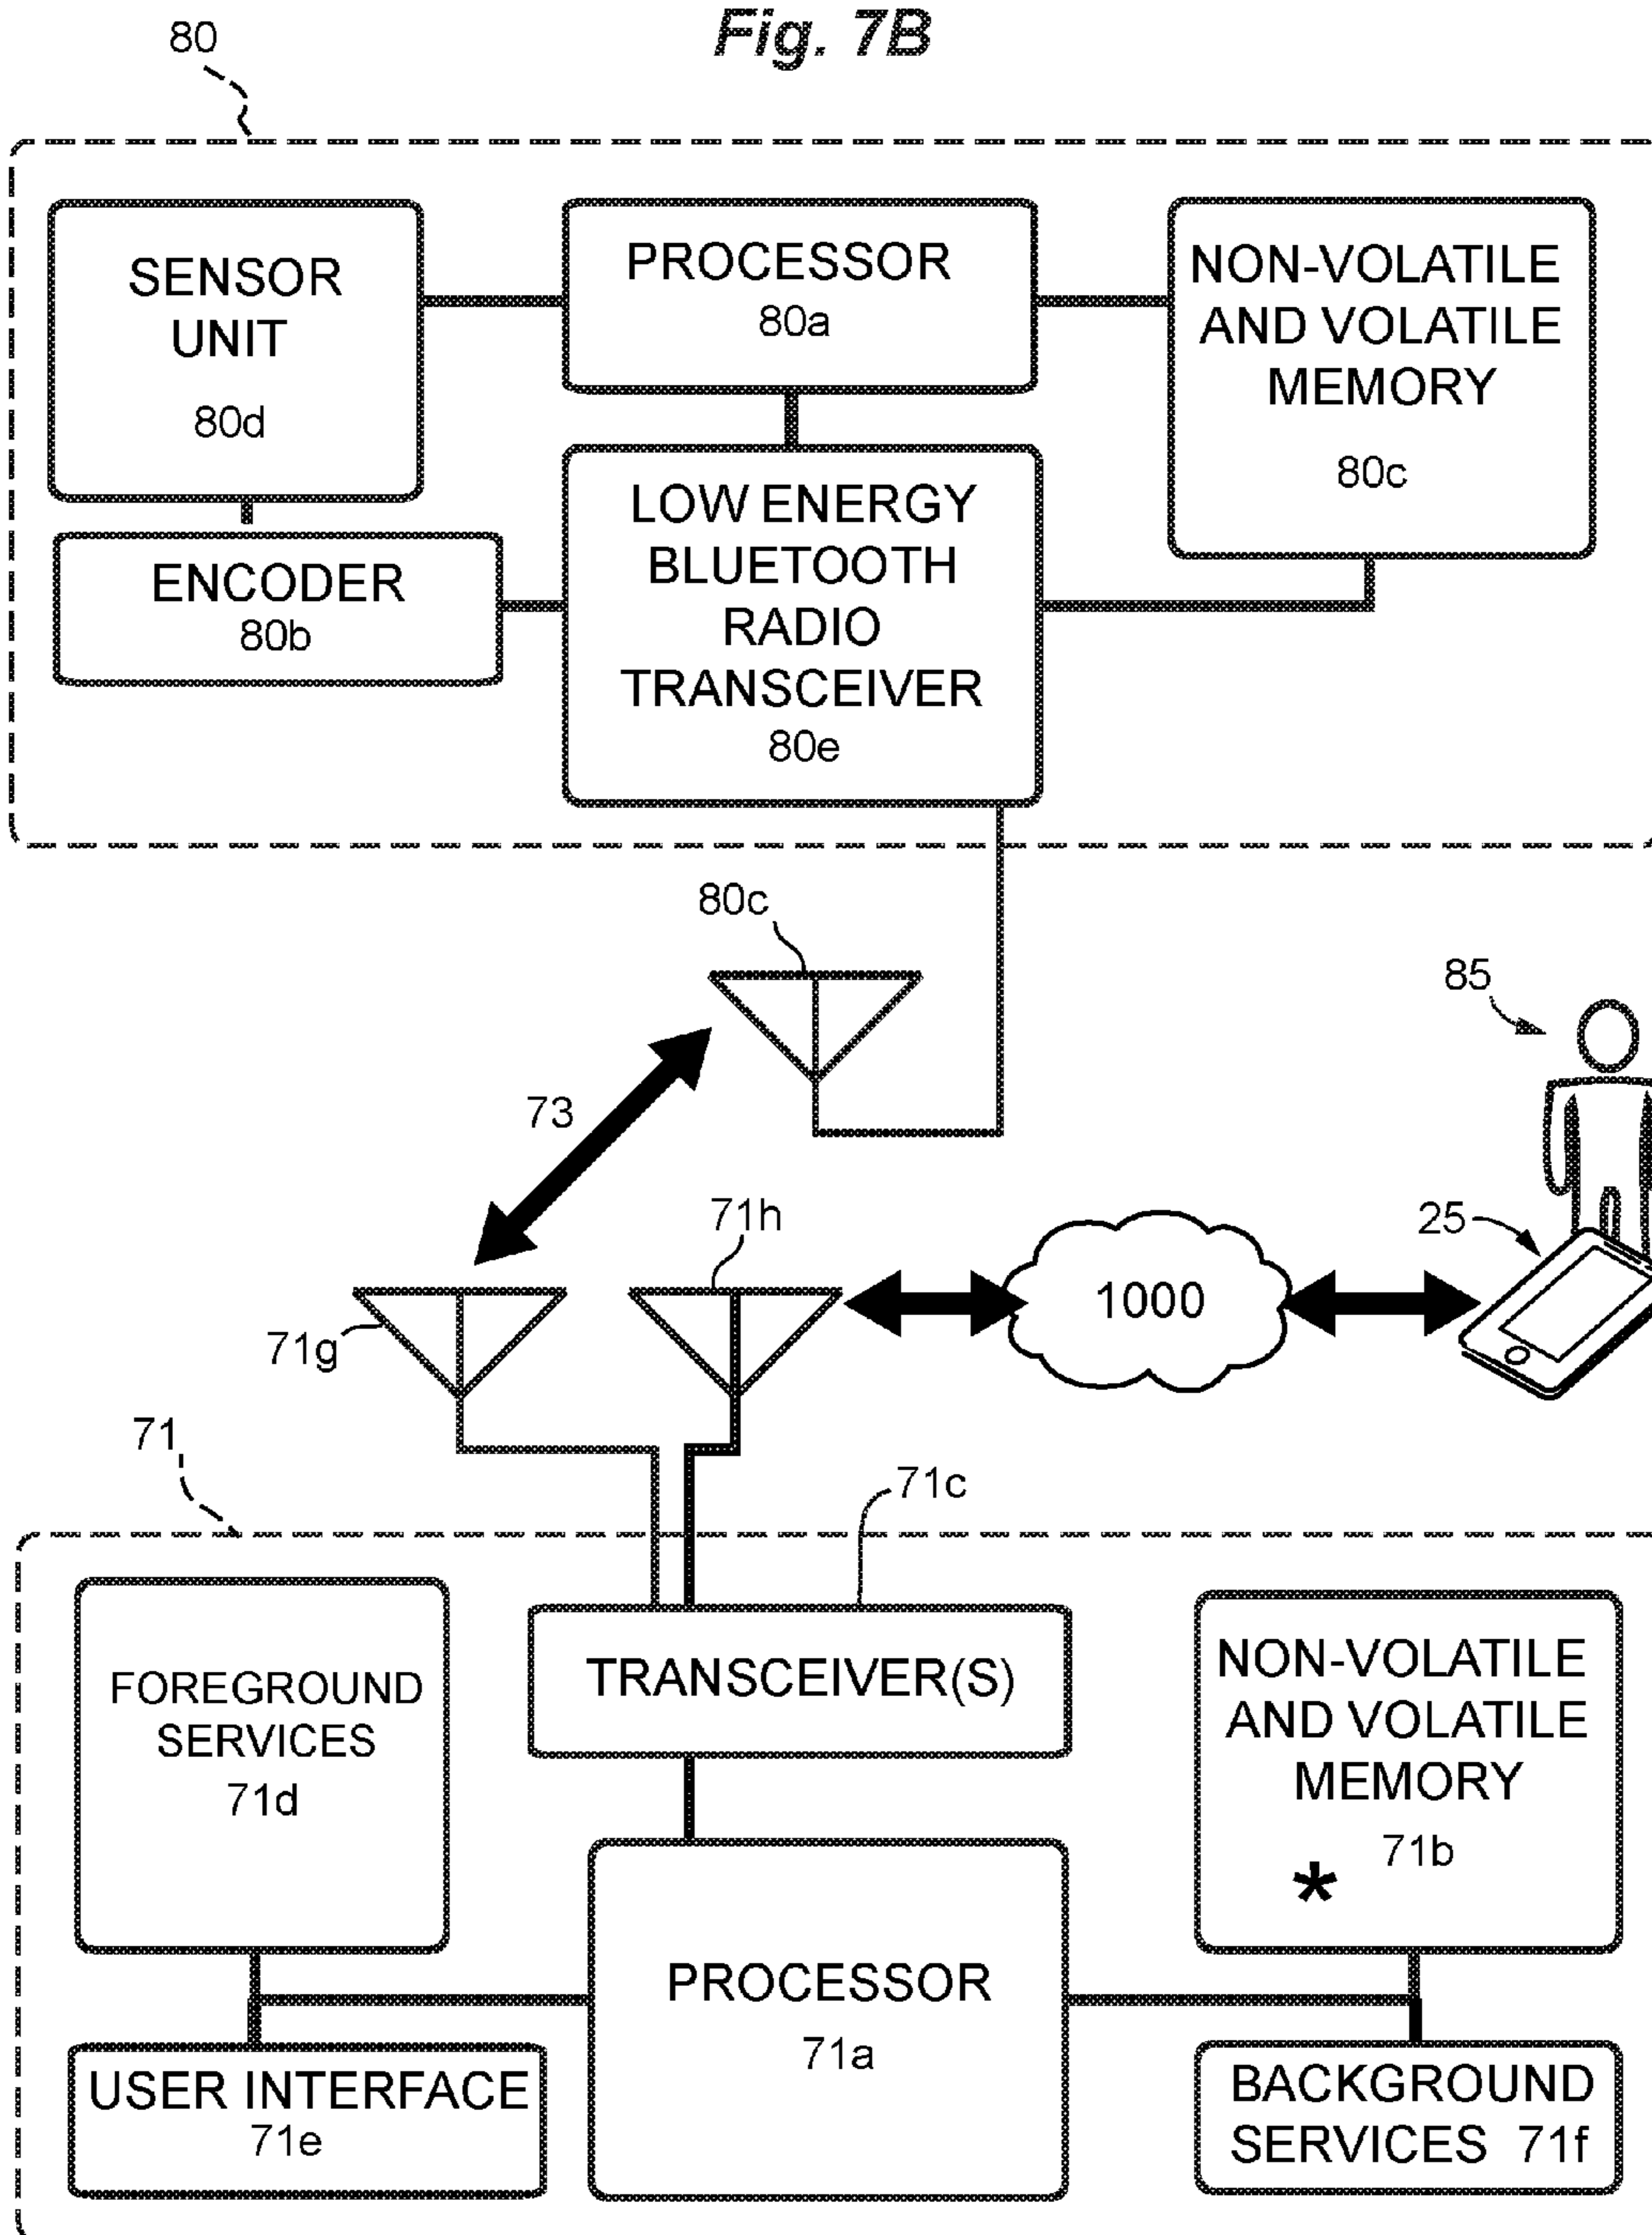 Fig. 7B
80
SENSOR
UNIT
80d
PROCESSOR
80a
NON-VOLATILE
AND VOLATILE
MEMORY
80c
ENCODER
80b
LOW ENERGY
BLUETOOTH
RADIO
TRANSCEIVER
80e
80c
85
73
71h
25
1000
71g
71
71c
FOREGROUND
SERVICES
71d
TRANSCEIVER(S)
NON-VOLATILE
AND VOLATILE
MEMORY
71b
*
PROCESSOR
71a
USER INTERFACE
71e
BACKGROUND
SERVICES 71f